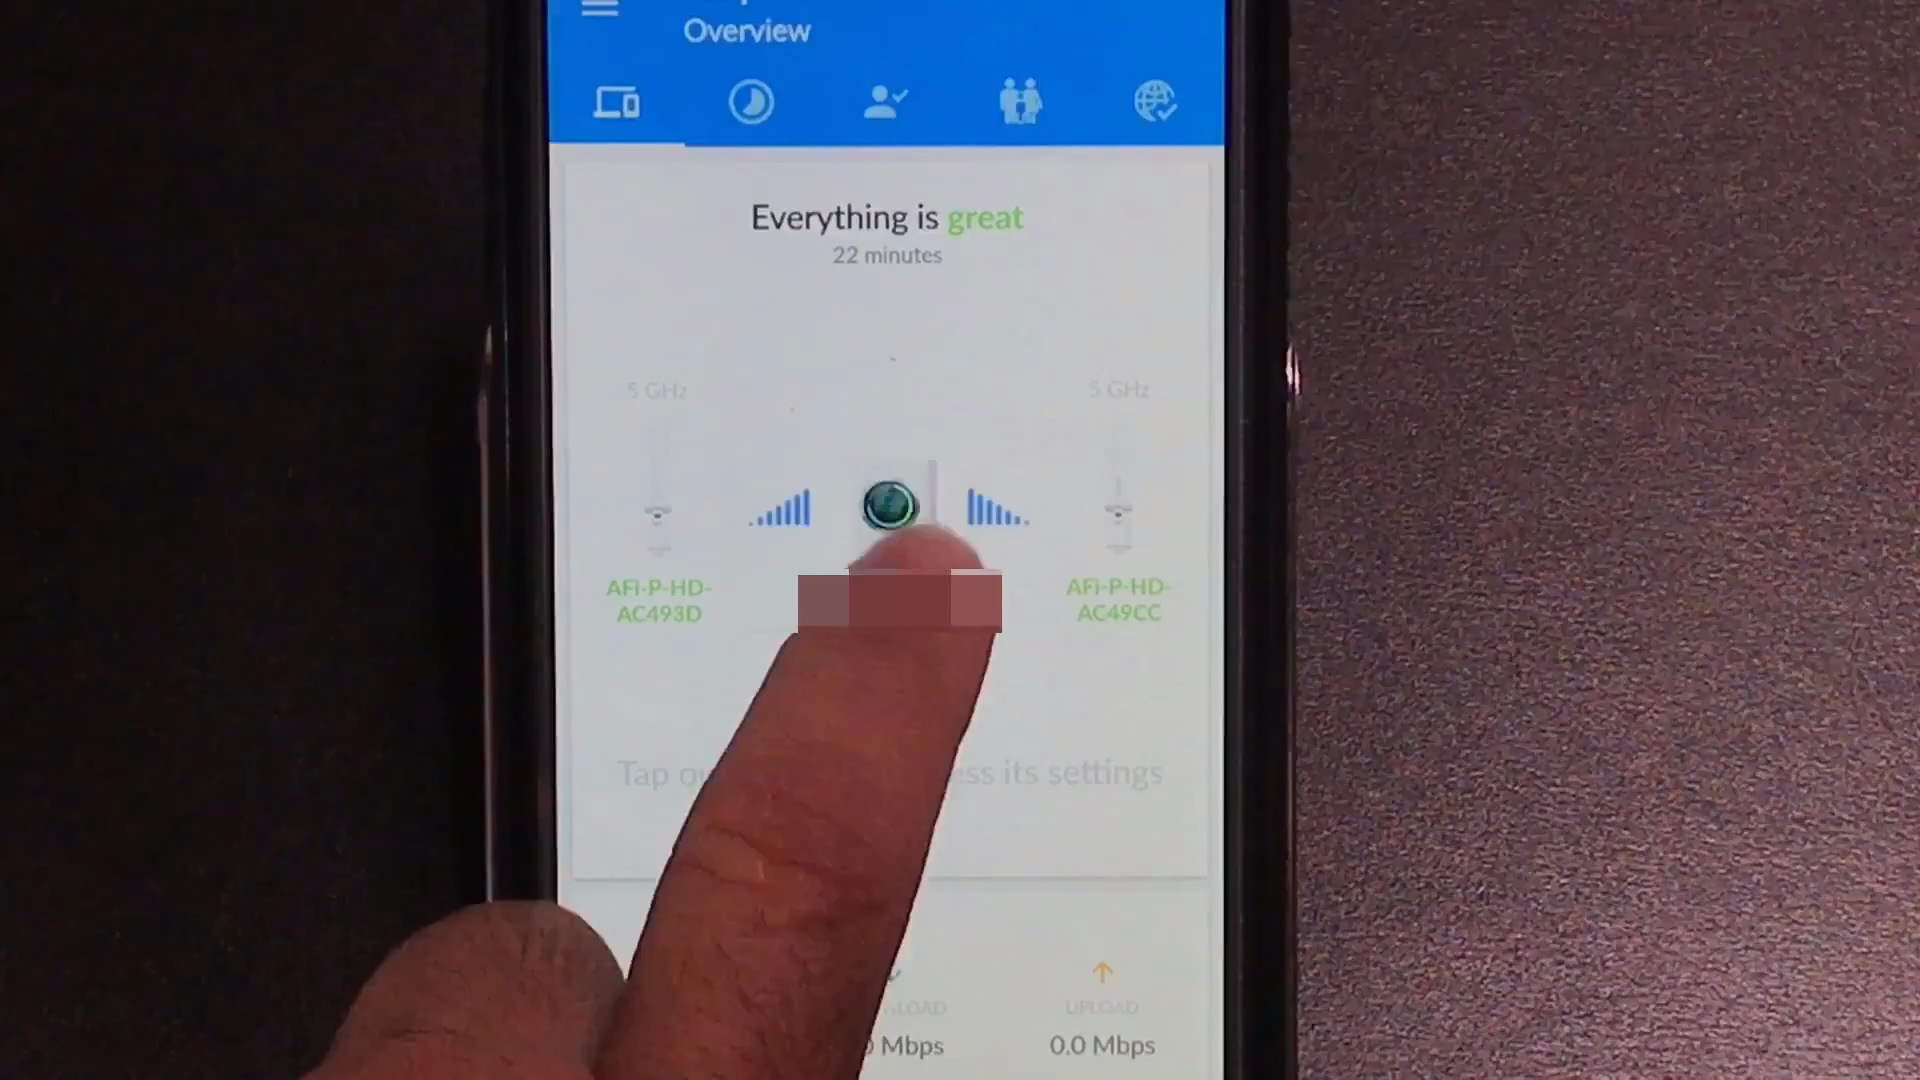 Overview
Everything is great
22 minutes
5 GHz
5 GHz
AFi-P-HD-
AC493D
AFi-P-HD-
AC49CC
Tap its settings
UPLOAD
Mbps
0.0 Mbps